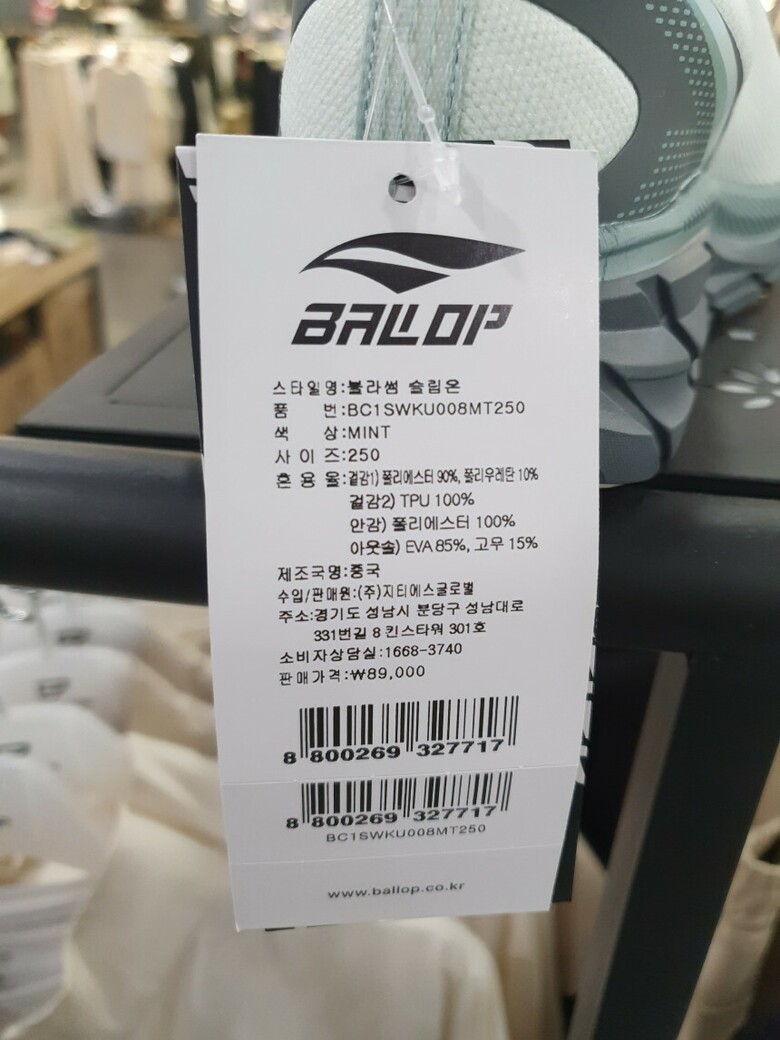 BALLOP
스타일명:볼라썸 슬립온
품 번:BC1SWKU008MT250
색 상:MINT
사 이 즈:250
혼 용 율:겉감1) 폴리에스터 90%, 폴리우레탄 10%
겉감2) TPU 100%
안감) 폴리에스터 100%
아웃솔) EVA 85%, 고무 15%
제조국명:중국
수입/판매원:(주)지티에스글로벌
주소:경기도 성남시 분당구 성남대로
331번길 8 킨스타워 301호
소비자상담실:1668-3740
판매가격:₩89,000
8 800269 327717
8 800269 327717
BC1SWKU008MT250
www.ballop.co.kr